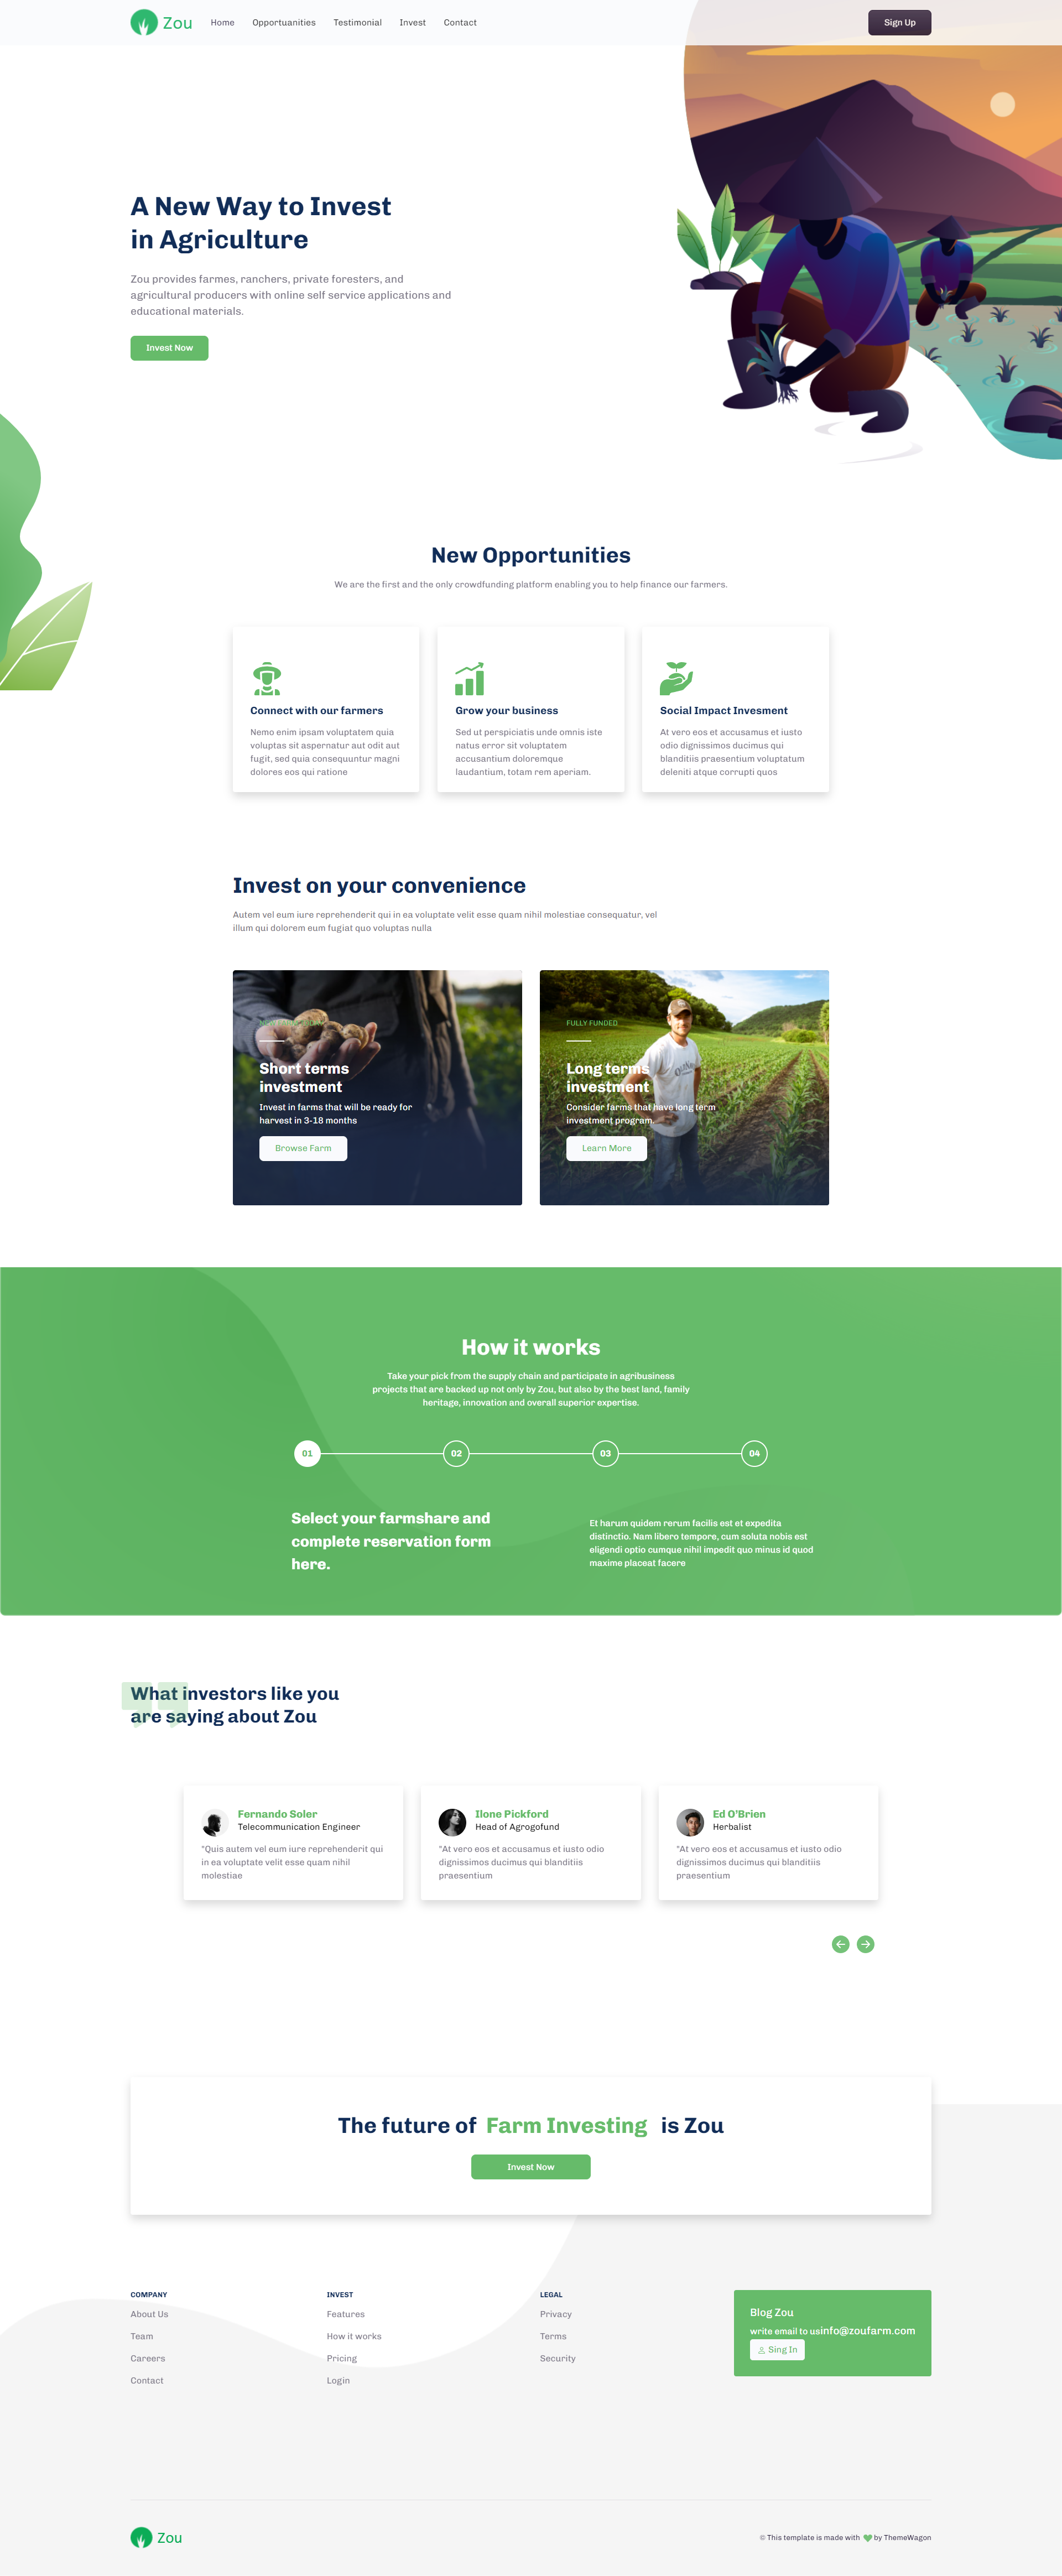 Zou
Home
Opportuanities
Testimonial
Invest
Contact
Sign Up
A New Way to Invest
in Agriculture
Zou provides farmes, ranchers, private foresters, and
agricultural producers with online self service applications and
educational materials.
Invest Now
New Opportunities
We are the first and the only crowdfunding platform enabling you to help finance our farmers.
Connect with our farmers
Nemo enim ipsam voluptatem quia
voluptas sit aspernatur aut odit aut
fugit, sed quia consequuntur magni
dolores eos qui ratione
Grow your business
Sed ut perspiciatis unde omnis iste
natus error sit voluptatem
accusantium doloremque
laudantium, totam rem aperiam.
Social Impact Invesment
At vero eos et accusamus et iusto
odio dignissimos ducimus qui
blanditiis praesentium voluptatum
deleniti atque corrupti quos
Invest on your convenience
Autem vel eum iure reprehenderit qui in ea voluptate velit esse quam nihil molestiae consequatur, vel
illum qui dolorem eum fugiat quo voluptas nulla
Short terms
investment
Invest in farms that will be ready for
harvest in 3-18 months
Browse Farm
FULLY FUNDED
Long terms
investment
Consider farms that have long term
investment program.
Learn More
How it works
Take your pick from the supply chain and participate in agribusiness
projects that are backed up not only by Zou, but also by the best land, family
heritage, innovation and overall superior expertise.
01
02
03
04
Select your farmshare and
complete reservation form
here.
Et harum quidem rerum facilis est et expedita
distinctio. Nam libero tempore, cum soluta nobis est
eligendi optio cumque nihil impedit quo minus id quod
maxime placeat facere
What investors like you
are saying about Zou
Fernando Soler
Telecommunication Engineer
"Quis autem vel eum iure reprehenderit qui
in ea voluptate velit esse quam nihil
molestiae
Ilone Pickford
Head of Agrogofund
"At vero eos et accusamus et iusto odio
dignissimos ducimus qui blanditiis
praesentium
Ed O'Brien
Herbalist
"At vero eos et accusamus et iusto odio
dignissimos ducimus qui blanditiis
praesentium
The future of Farm Investing is Zou
Invest Now
COMPANY
About Us
Team
Careers
Contact
INVEST
Features
How it works
Pricing
Login
LEGAL
Privacy
Terms
Security
Blog Zou
write email to usinfo@zoufarm.com
Sing In
Zou
© This template is made with by ThemeWagon